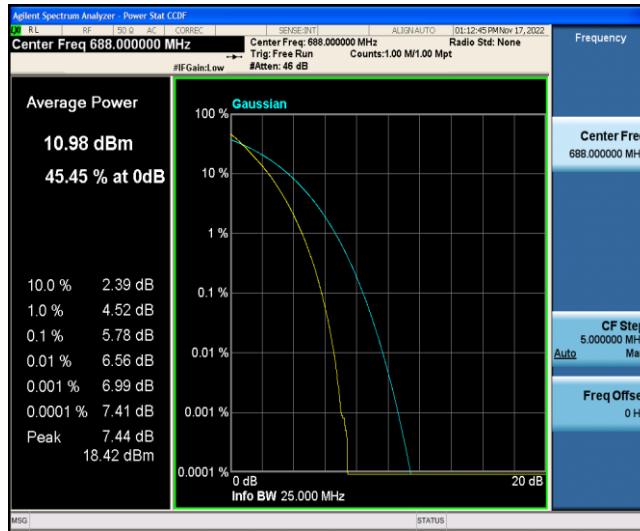 Agilent Spectrum Analyzer - Power Stat CCDF
RL RF 50 Ω AC CORREC SENSE:INT ALIGNAUTO 01:12:45 PM Nov 17, 2022
Center Freq 688.000000 MHz
Center Freq: 688.000000 MHz Radio Std: None
Trig: Free Run Counts:1.00 M/1.00 Mpt
#IFGain:Low #Atten: 46 dB
Average Power
10.98 dBm
45.45 % at 0dB
10.0 % 2.39 dB
1.0 % 4.52 dB
0.1 % 5.78 dB
0.01 % 6.56 dB
0.001 % 6.99 dB
0.0001 % 7.41 dB
Peak 7.44 dB
18.42 dBm
Gaussian
100 %
10 %
1 %
0.1 %
0.01 %
0.001 %
0.0001 %
0 dB 20 dB
Info BW 25.000 MHz
Frequency
Center Fre
688.000000 MH
CF Step
5.000000 MH
Auto Ma
Freq Offse
0 H
MSG STATUS